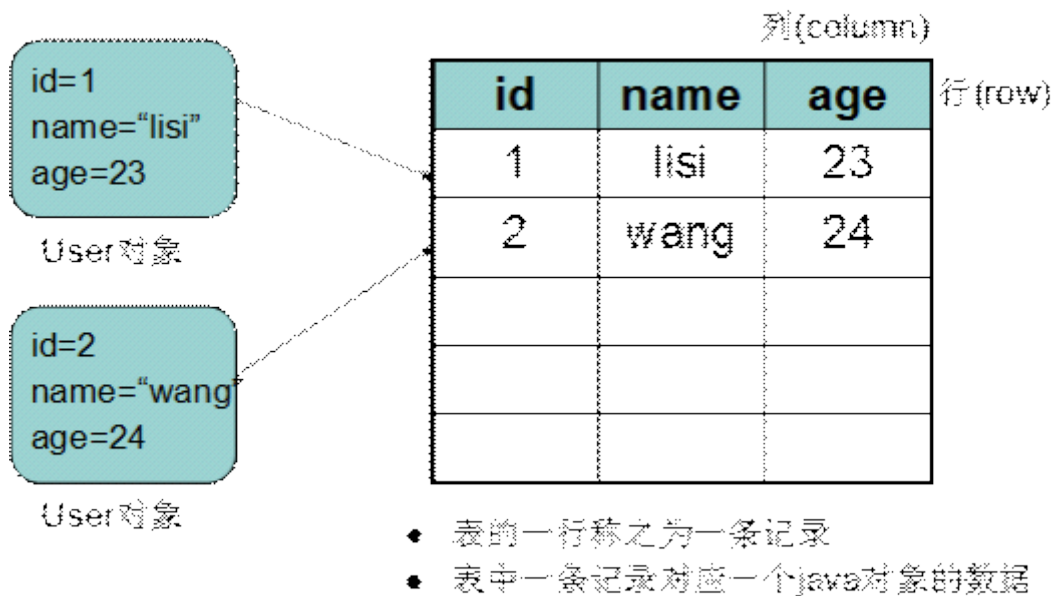 列(column)
id=1
name=“lisi”
age=23
User对象
id=2
name=“wang”
age=24
User对象
id name age 行(row)
1 lisi 23
2 wang 24
表的一行称之为一条记录
表中一条记录对应一个java对象的数据